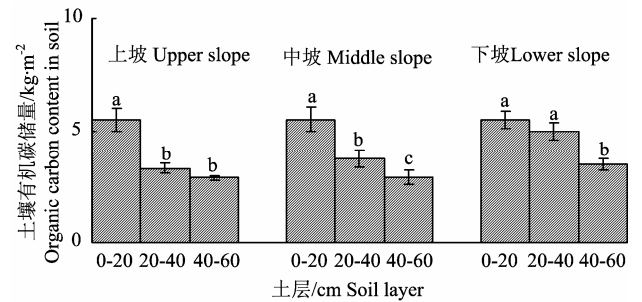 土壤有机碳储量/kg·m-2
Organic carbon content in soil
10
5
0
上坡 Upper slope
中坡 Middle slope
下坡Lower slope
a
b
b
a
b
c
a
a
b
0-20 20-40 40-60
0-20 20-40 40-60
0-20 20-40 40-60
土层/cm Soil layer